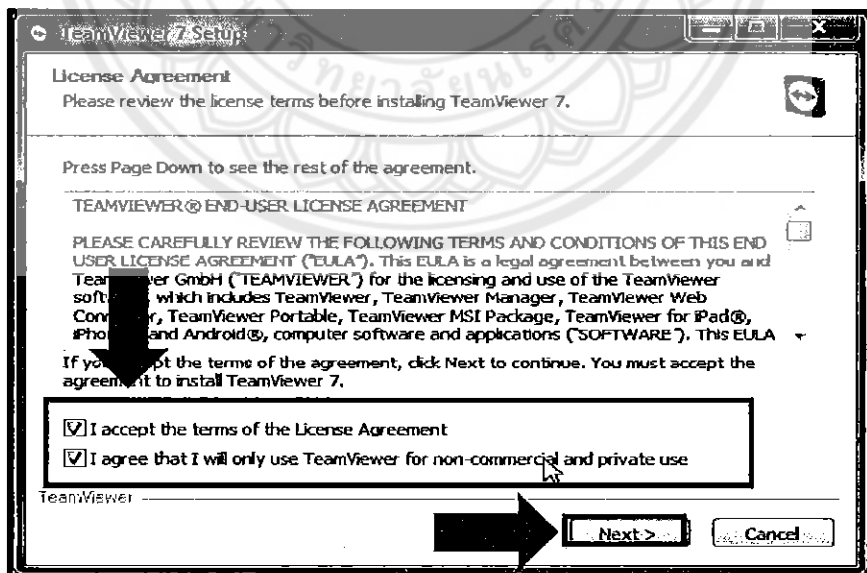 TeamViewer 7 Setup
License Agreement
Please review the license terms before installing TeamViewer 7.
Press Page Down to see the rest of the agreement.
TEAMVIEWER® END-USER LICENSE AGREEMENT
PLEASE CAREFULLY REVIEW THE FOLLOWING TERMS AND CONDITIONS OF THIS END
USER LICENSE AGREEMENT ("EULA"). This EULA is a legal agreement between you and
GmbH ("TEAMVIEWER") for the licensing and use of the TeamViewer
which includes TeamViewer, TeamViewer Manager, TeamViewer Web
TeamViewer Portable, TeamViewer MSI Package, TeamViewer for iPad®,
and Android®, computer software and applications ("SOFTWARE"). This EULA
If the terms of the agreement, click Next to continue. You must accept the
agreement to install TeamViewer 7.
I accept the terms of the License Agreement
I agree that I will only use TeamViewer for non-commercial and private use
TeamViewer
Next >
Cancel